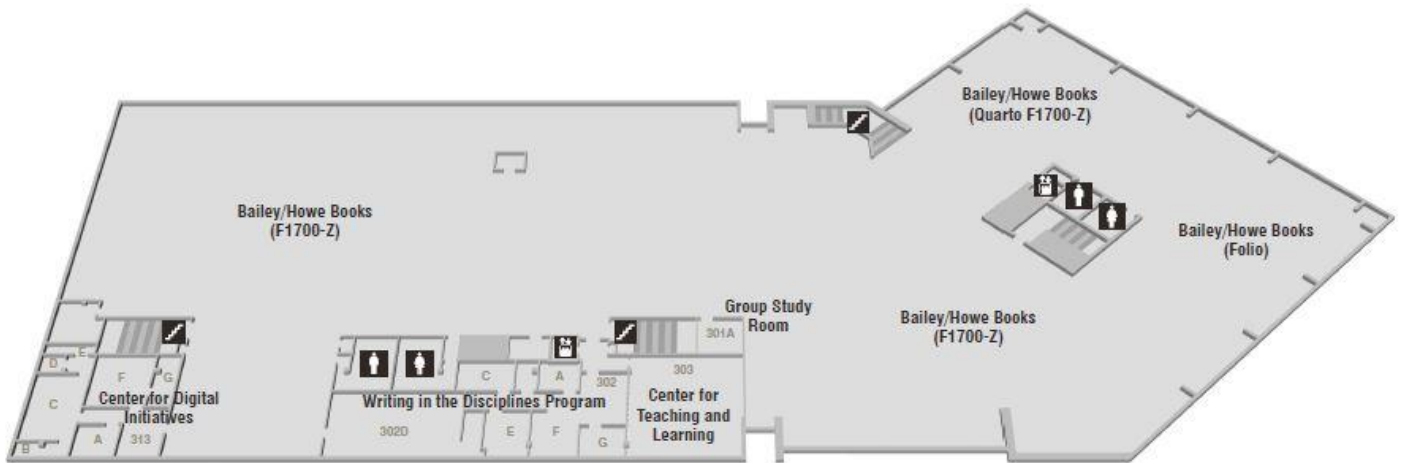 Bailey/Howe Books
(Quarto F1700-Z)
Bailey/Howe Books
(F1700-Z)
Bailey/Howe Books
(Folio)
Group Study
Room
301A
Bailey/Howe Books
(F1700-Z)
E
D
F
G
C
Center for Digital
Initiatives
B
A
313
C
A
302
303
Writing in the Disciplines Program
302D
E
F
G
Center for
Teaching and
Learning